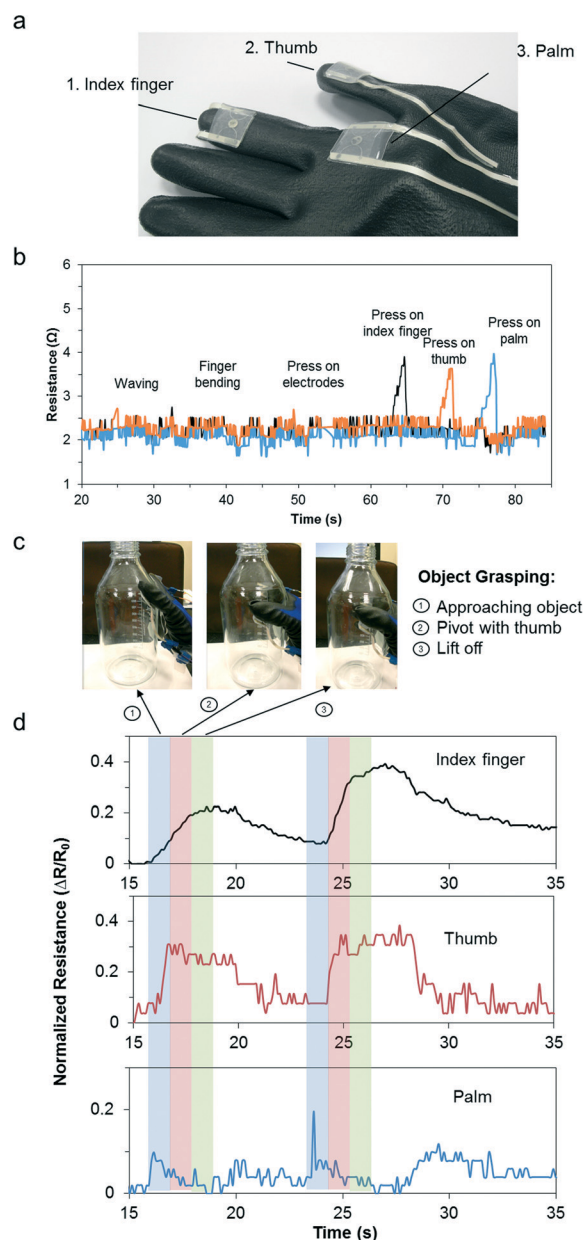 a
2. Thumb
3. Palm
1. Index finger
b
6
5
4
3
2
1
Resistance (Ω)
Waving
Finger
bending
Press on
electrodes
Press on
index finger
Press on
thumb
Press on
palm
20 30 40 50 60 70 80
Time (s)
c
Object Grasping:
1 Approaching object
2 Pivot with thumb
3 Lift off
1
2
3
d
Normalized Resistance (ΔR/R0)
0.4
0.2
0
Index finger
15 20 25 30 35
0.4
0.2
0
Thumb
15 20 25 30 35
0.2
0
Palm
15 20 25 30 35
Time (s)